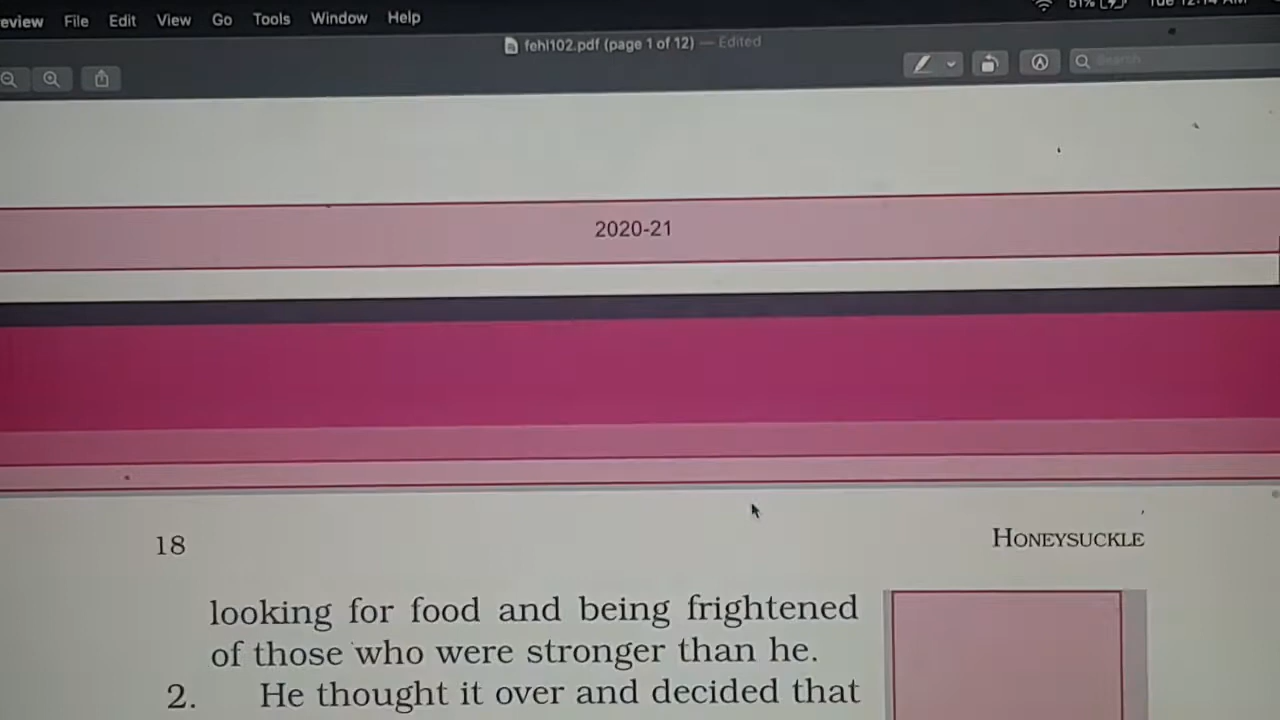 eview File Edit View Go Tools Window Help
fehl102.pdf (page 1 of 12) — Edited
Search
2020-21
18
HONEYSUCKLE
looking for food and being frightened
of those who were stronger than he.
2. He thought it over and decided that